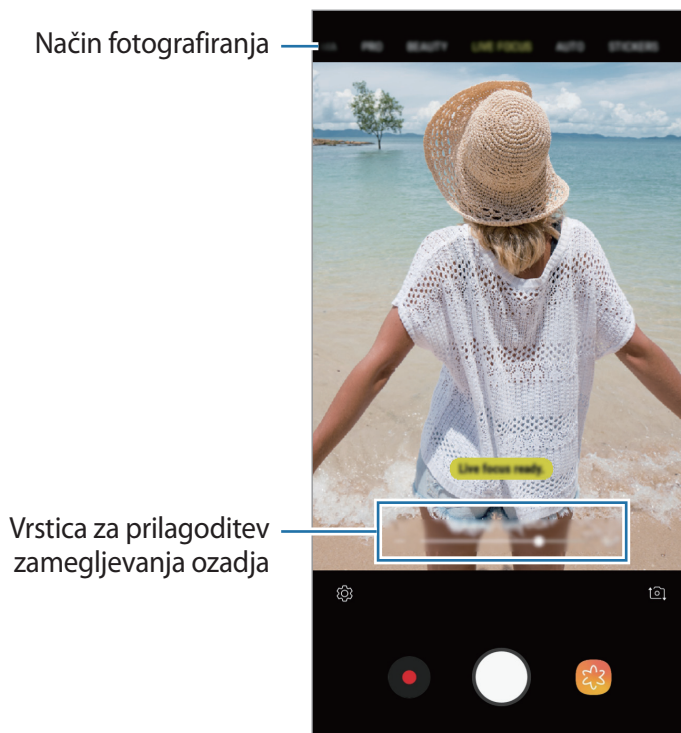 Način fotografiranja
PRO BEAUTY LIVE FOCUS AUTO STICKERS
Live focus ready.
Vrstica za prilagoditev
zamegljevanja ozadja